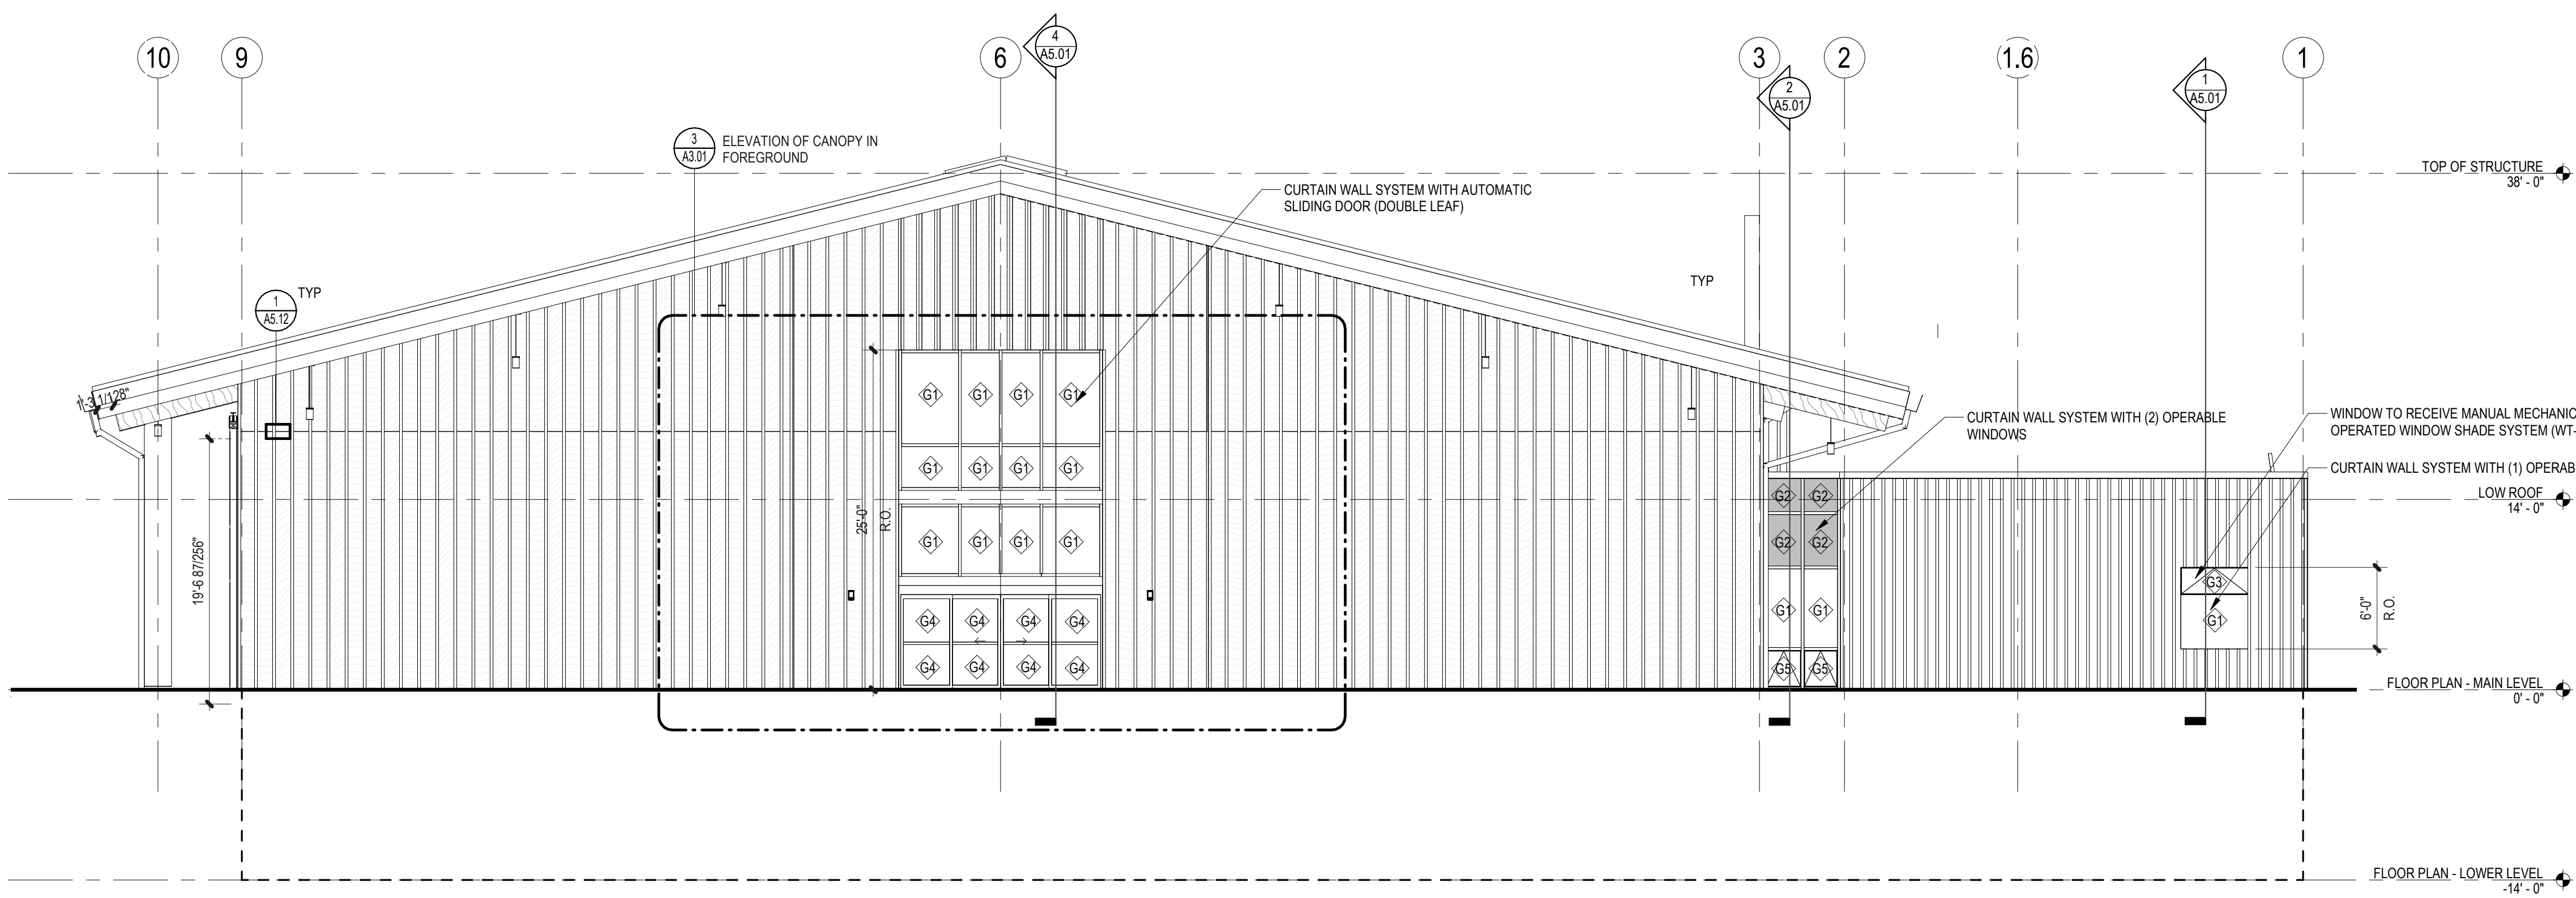 10
9
6
4
A5.01
3
2
A5.01
2
1.6
1
A5.01
1
3
A3.01
ELEVATION OF CANOPY IN
FOREGROUND
TOP OF STRUCTURE
38' - 0"
CURTAIN WALL SYSTEM WITH AUTOMATIC
SLIDING DOOR (DOUBLE LEAF)
TYP
1
A5.12
TYP
1'-3 1/128"
G1 G1 G1 G1
CURTAIN WALL SYSTEM WITH (2) OPERABLE
WINDOWS
WINDOW TO RECEIVE MANUAL MECHANIC
OPERATED WINDOW SHADE SYSTEM (WT-
CURTAIN WALL SYSTEM WITH (1) OPERAB
G1 G1 G1 G1
G2 G2
LOW ROOF
14' - 0"
25'-0"
R.O.
G1 G1 G1 G1
G2 G2
19'-6 87/256"
G3
G4 G4 G4 G4
G1 G1
G1
6'-0"
R.O.
G4 G4 G4 G4
G5 G5
FLOOR PLAN - MAIN LEVEL
0' - 0"
FLOOR PLAN - LOWER LEVEL
-14' - 0"